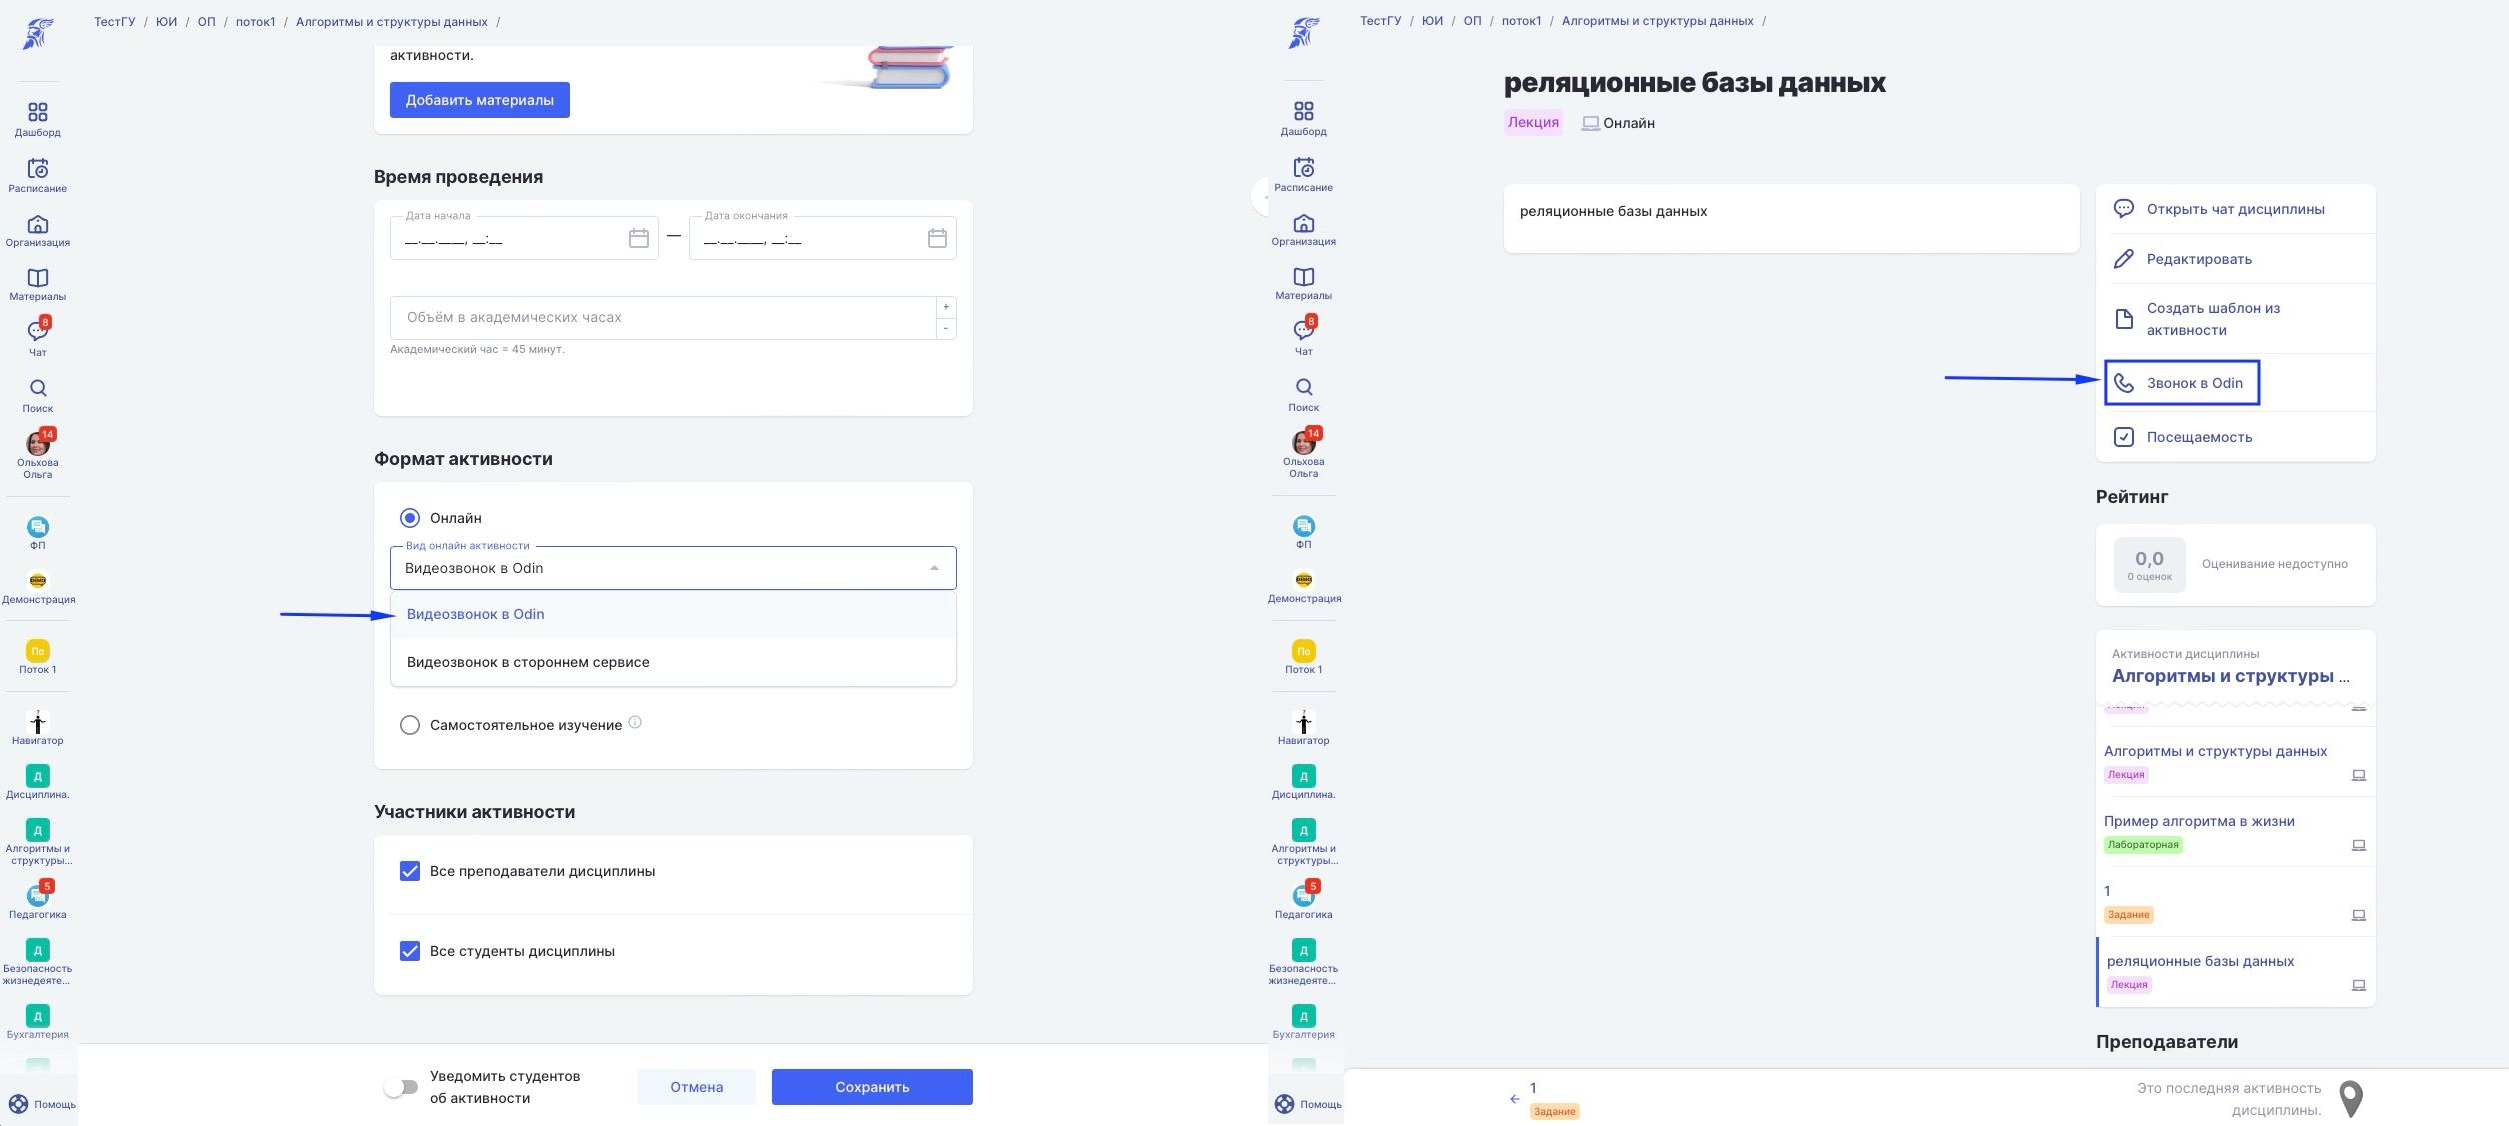 ТестГУ / ЮИ / ОП / поток1 / Алгоритмы и структуры данных /
Дашборд
Расписание
Организация
Материалы
8
Чат
Поиск
14
Ольхова
Ольга
ФП
DEMO
Демонстрация
По
Поток 1
Навигатор
Д
Дисциплина.
Д
Алгоритмы и
структуры...
5
Педагогика
Д
Безопасность
жизнедеяте...
Д
Бухгалтерия
Помощь
активности.
Добавить материалы
Время проведения
Дата начала
__.__.____, __:__
—
Дата окончания
__.__.____, __:__
Объём в академических часах
+
-
Академический час = 45 минут.
Формат активности
Онлайн
Вид онлайн активности
Видеозвонок в Odin
Видеозвонок в Odin
Видеозвонок в стороннем сервисе
Самостоятельное изучение
Участники активности
Все преподаватели дисциплины
Все студенты дисциплины
Уведомить студентов
об активности
Отмена
Сохранить
ТестГУ / ЮИ / ОП / поток1 / Алгоритмы и структуры данных /
Дашборд
Расписание
Организация
Материалы
8
Чат
Поиск
14
Ольхова
Ольга
ФП
DEMO
Демонстрация
По
Поток 1
Навигатор
Д
Дисциплина.
Д
Алгоритмы и
структуры...
5
Педагогика
Д
Безопасность
жизнедеяте...
Д
Бухгалтерия
Помощь
реляционные базы данных
Лекция
Онлайн
реляционные базы данных
Открыть чат дисциплины
Редактировать
Создать шаблон из
активности
Звонок в Odin
Посещаемость
Рейтинг
0,0
0 оценок
Оценивание недоступно
Активности дисциплины
Алгоритмы и структуры ...
Лекция
Алгоритмы и структуры данных
Лекция
Пример алгоритма в жизни
Лабораторная
1
Задание
реляционные базы данных
Лекция
Преподаватели
1
Задание
Это последняя активность
дисциплины.